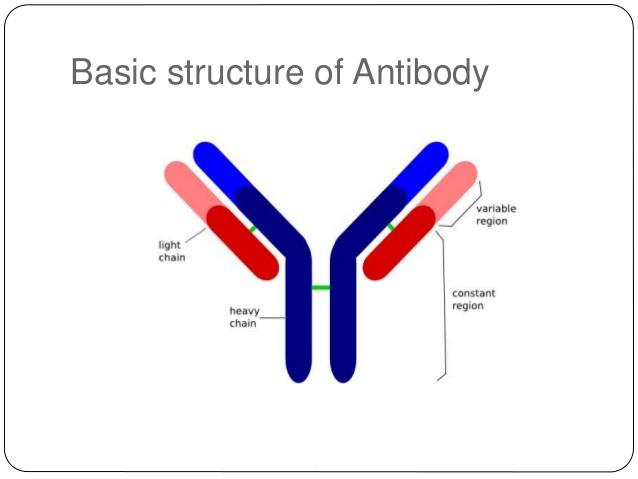 Basic structure of Antibody
variable
region
light
chain
constant
region
heavy
chain